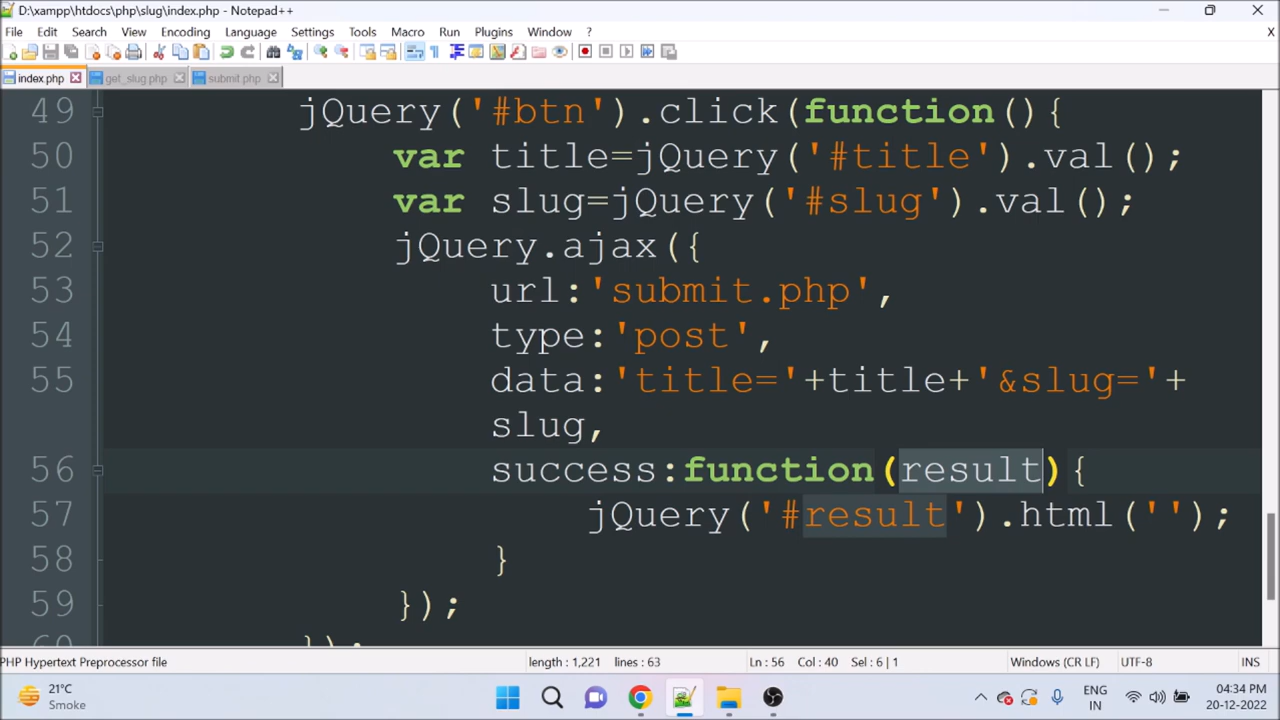 D:\xampp\htdocs\php\slug\index.php - Notepad++
File Edit Search View Encoding Language Settings Tools Macro Run Plugins Window ? X
index.php get_slug.php submit.php
49 jQuery('#btn').click(function(){
50 var title=jQuery('#title').val();
51 var slug=jQuery('#slug').val();
52 jQuery.ajax({
53 url:'submit.php',
54 type:'post',
55 data:'title='+title+'&slug='+
slug,
56 success:function(result){
57 jQuery('#result').html('');
58 }
59 });
60 });
PHP Hypertext Preprocessor file length : 1,221 lines : 63 Ln : 56 Col : 40 Sel : 6 | 1 Windows (CR LF) UTF-8 INS
21°C
Smoke
ENG
IN
04:34 PM
20-12-2022